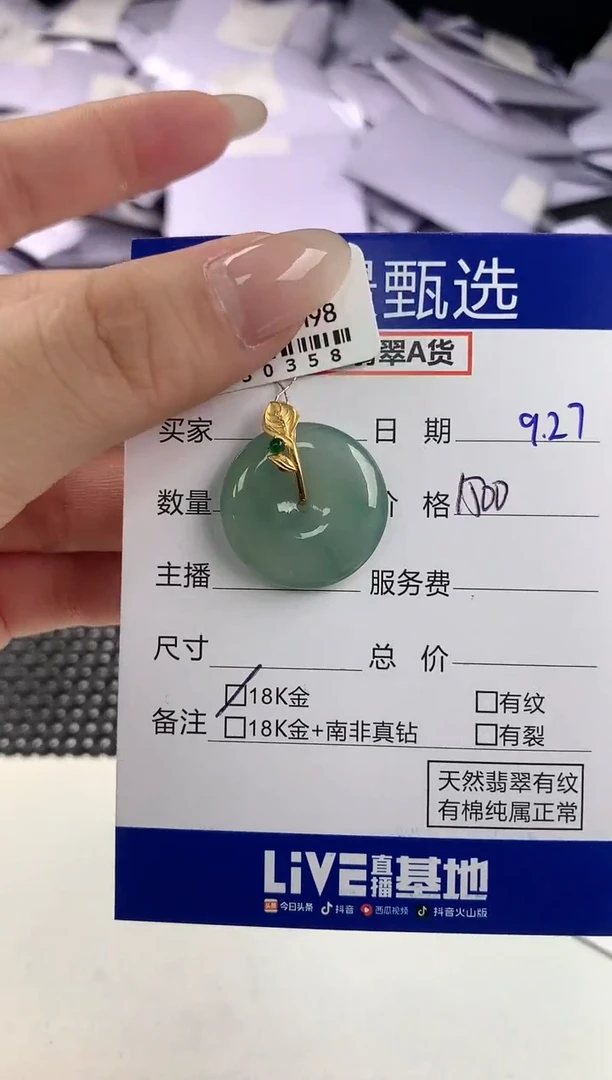 甄选
198
50358
翡翠A货
买家
日 期 9.27
数量
价 格 1500
主播
服务费
尺寸
总 价
备注
18K金
有纹
18K金+南非真钻
有裂
天然翡翠有纹
有棉纯属正常
LiVE直播基地
头条 今日头条 抖音 西瓜视频 抖音火山版